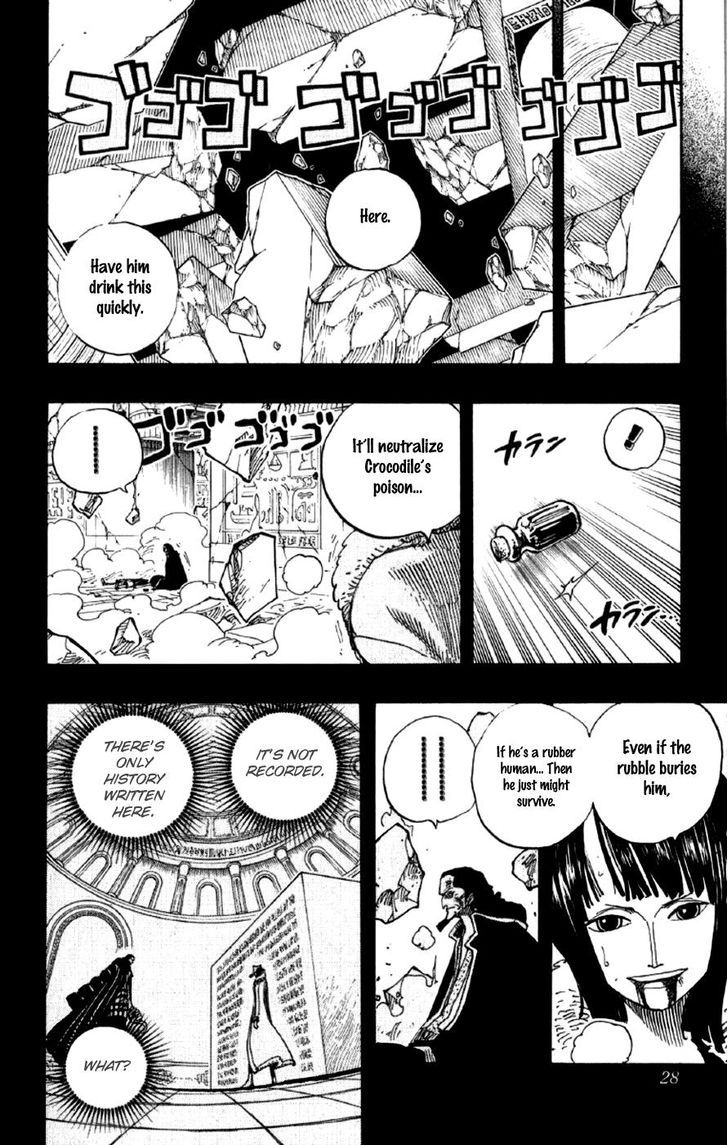 ゴゴゴ ゴゴゴ ゴゴゴ
Here.
Have him
drink this
quickly.
!
カラン
カラン…
It'll neutralize
Crocodile's
poison...
ゴゴゴゴ
Even if the
rubble buries
him,
If he's a rubber
human... Then
he just might
survive.
IT'S NOT
RECORDED.
THERE'S
ONLY
HISTORY
WRITTEN
HERE.
WHAT?
28